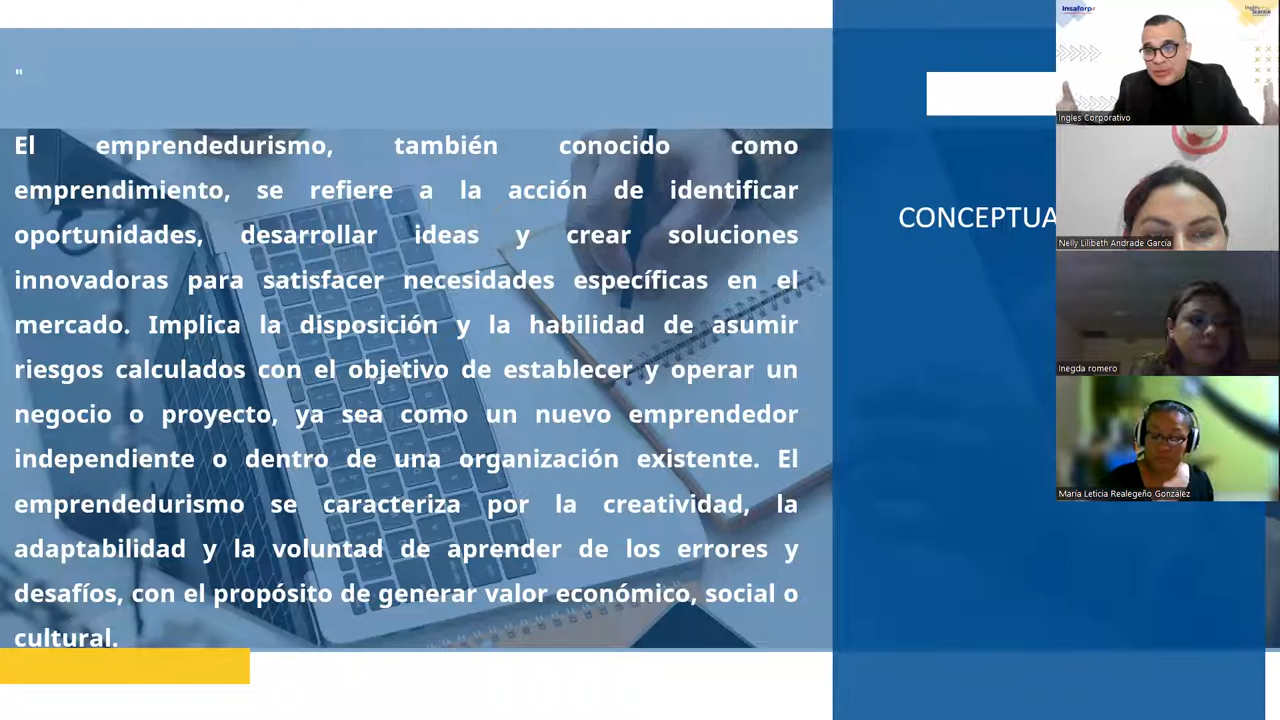 "
El emprendedurismo, también conocido como
emprendimiento, se refiere a la acción de identificar
oportunidades, desarrollar ideas y crear soluciones
innovadoras para satisfacer necesidades específicas en el
mercado. Implica la disposición y la habilidad de asumir
riesgos calculados con el objetivo de establecer y operar un
negocio o proyecto, ya sea como un nuevo emprendedor
independiente o dentro de una organización existente. El
emprendedurismo se caracteriza por la creatividad, la
adaptabilidad y la voluntad de aprender de los errores y
desafíos, con el propósito de generar valor económico, social o
cultural.
CONCEPTUA
insaforp
Ingles Corporativo
Nelly Lilibeth Andrade García
Inegda romero
María Leticia Realegeño González